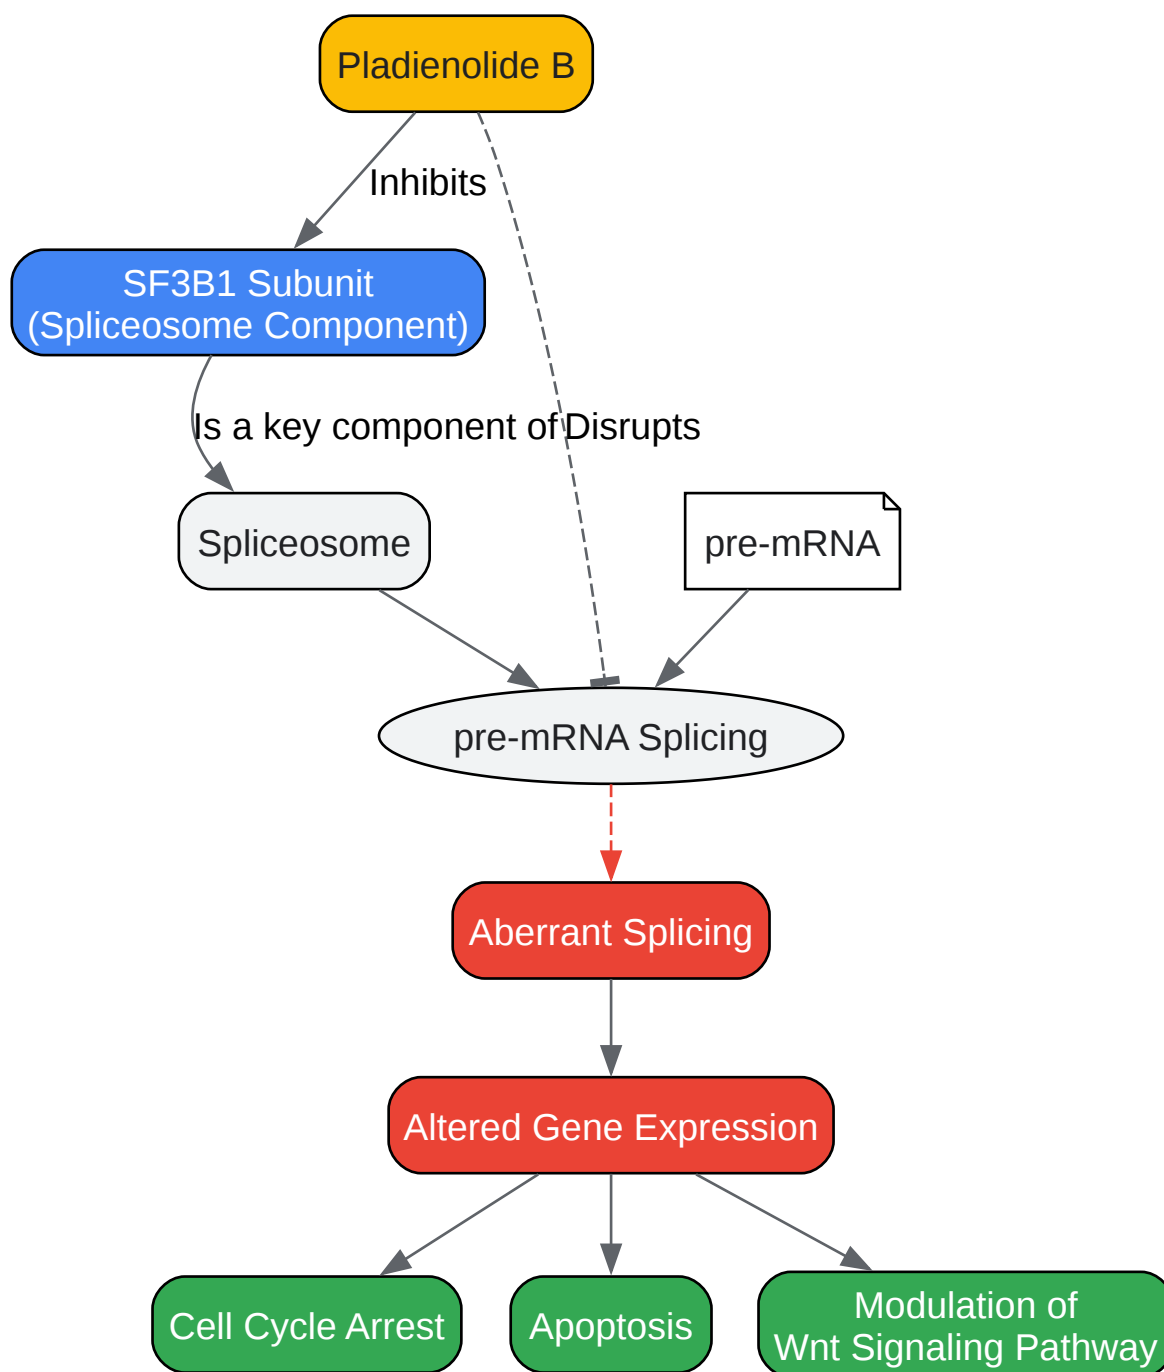 Pladienolide B
Inhibits
SF3B1 Subunit
(Spliceosome Component)
Is a key component of
Disrupts
Spliceosome
pre-mRNA
pre-mRNA Splicing
Aberrant Splicing
Altered Gene Expression
Cell Cycle Arrest
Apoptosis
Modulation of
Wnt Signaling Pathway